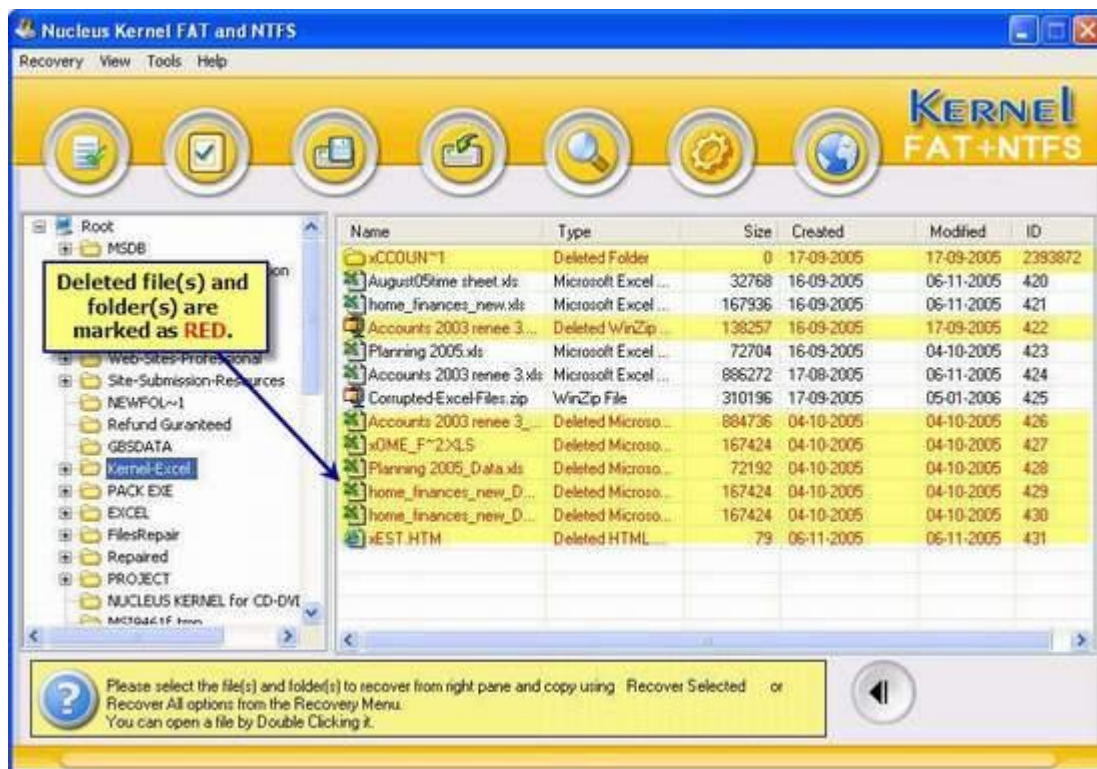 Nucleus Kernel FAT and NTFS
Recovery View Tools Help
KERNEL
FAT+NTFS
Root
MSDB
on
Deleted file(s) and
folder(s) are
marked as RED.
Web-Sites-Professional
Site-Submission-Resources
NEWFOL~1
Refund Guranteed
GBSDATA
Kernel-Excel
PACK EXE
EXCEL
FilesRepair
Repaired
PROJECT
NUCLEUS KERNEL for CD-DVD
Name Type Size Created Modified ID
xCCOUN~1 Deleted Folder 0 17-09-2005 17-09-2005 2393872
August05time sheet.xls Microsoft Excel ... 32768 16-09-2005 06-11-2005 420
home_finances_new.xls Microsoft Excel ... 167936 16-09-2005 06-11-2005 421
Accounts 2003 renee 3... Deleted WinZip ... 138257 16-09-2005 17-09-2005 422
Planning 2005.xls Microsoft Excel ... 72704 16-09-2005 04-10-2005 423
Accounts 2003 renee 3.xls Microsoft Excel ... 886272 17-08-2005 06-11-2005 424
Corrupted-Excel-Files.zip WinZip File 310196 17-09-2005 05-01-2006 425
Accounts 2003 renee 3_... Deleted Microso... 884736 04-10-2005 04-10-2005 426
xOME_F~2.XLS Deleted Microso... 167424 04-10-2005 04-10-2005 427
Planning 2005_Data.xls Deleted Microso... 72192 04-10-2005 04-10-2005 428
home_finances_new_D... Deleted Microso... 167424 04-10-2005 04-10-2005 429
home_finances_new_D... Deleted Microso... 167424 04-10-2005 04-10-2005 430
xEST.HTM Deleted HTML ... 79 06-11-2005 06-11-2005 431
Please select the file(s) and folder(s) to recover from right pane and copy using Recover Selected or
Recover All options from the Recovery Menu.
You can open a file by Double Clicking it.